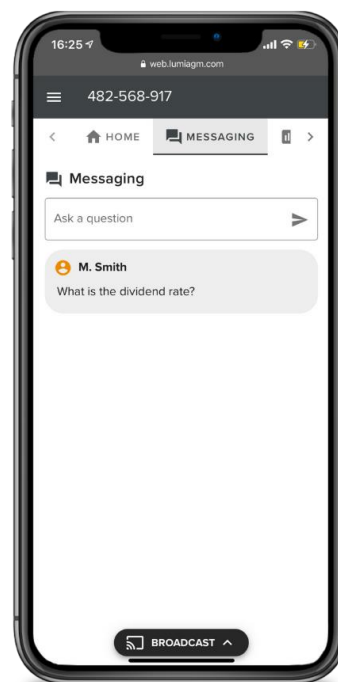 16:25
web.lumiagm.com
482-568-917
HOME MESSAGING
Messaging
Ask a question
M. Smith
What is the dividend rate?
BROADCAST